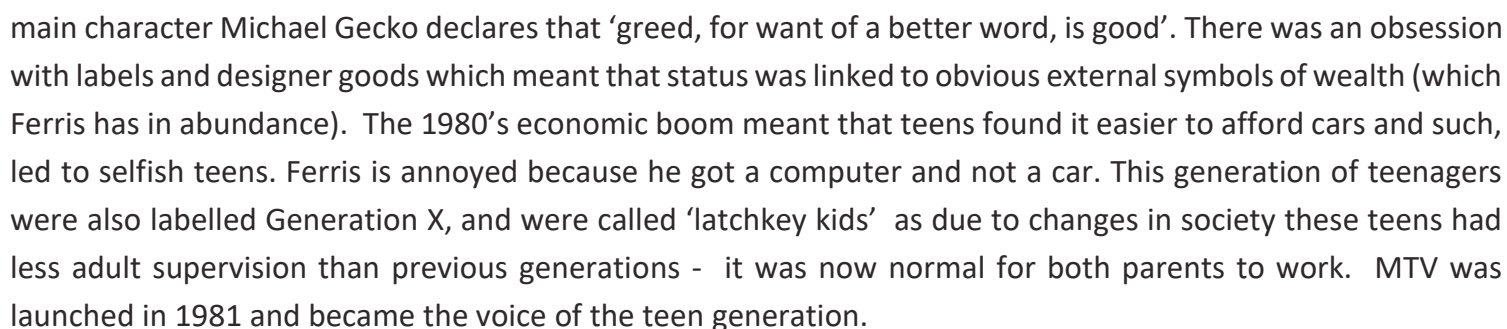 main character Michael Gecko declares that ‘greed, for want of a better word, is good’. There was an obsession
with labels and designer goods which meant that status was linked to obvious external symbols of wealth (which
Ferris has in abundance).  The 1980’s economic boom meant that teens found it easier to afford cars and such,
led to selfish teens. Ferris is annoyed because he got a computer and not a car. This generation of teenagers
were also labelled Generation X, and were called ‘latchkey kids’  as due to changes in society these teens had
less adult supervision than previous generations -  it was now normal for both parents to work.  MTV was
launched in 1981 and became the voice of the teen generation.